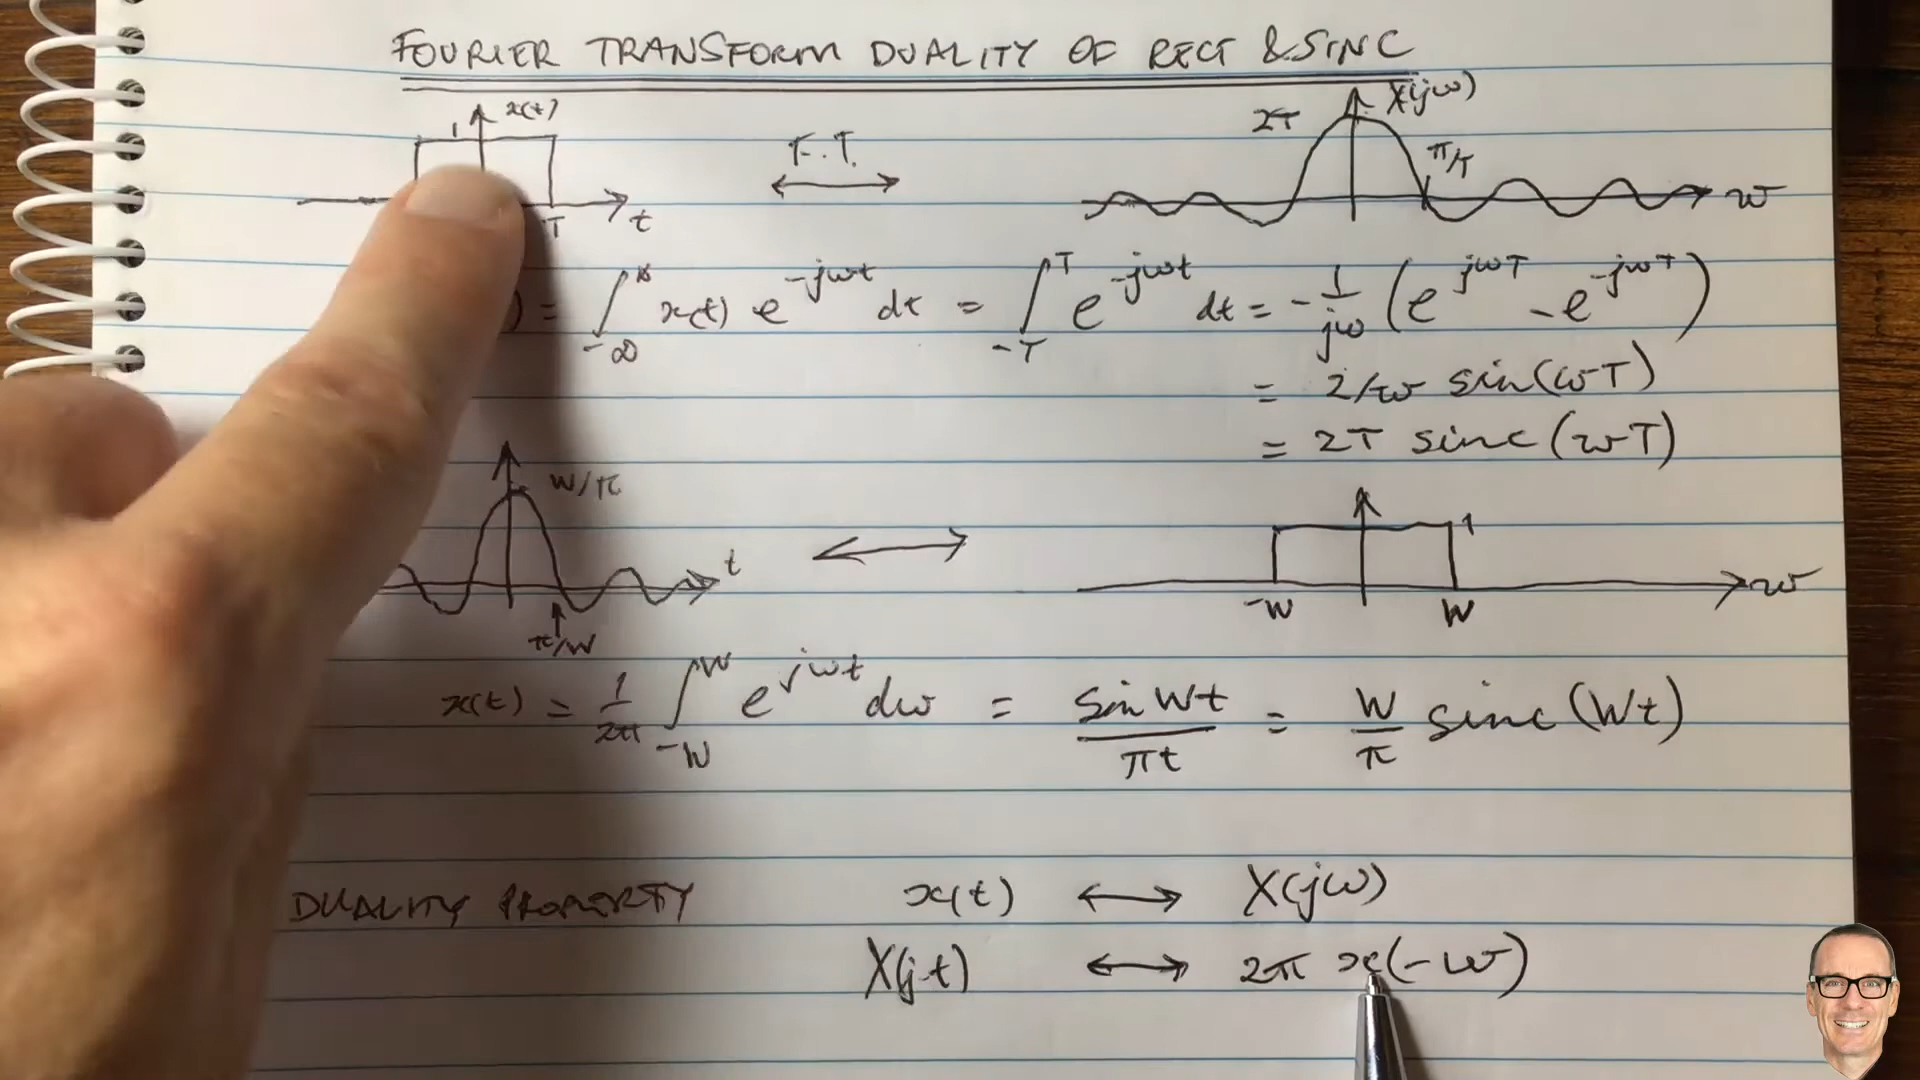 FOURIER TRANSFORM DUALITY OF RECT & SINC
1 x(t) F.T. 2T X(jω) π/T
T t ω
) = ∫_{-∞}^{∞} x(t) e^{-jωt} dt = ∫_{-T}^{T} e^{-jωt} dt = -1/jω (e^{jωT} - e^{-jωT})
= 2/ω sin(ωT)
= 2T sinc(ωT)
W/π 1
t ω
π/W -W W
x(t) = 1/2π ∫_{-W}^{W} e^{jωt} dω = sin Wt / πt = W/π sinc(Wt)
DUALITY PROPERTY x(t) ↔ X(jω)
X(jt) ↔ 2π x(-ω)